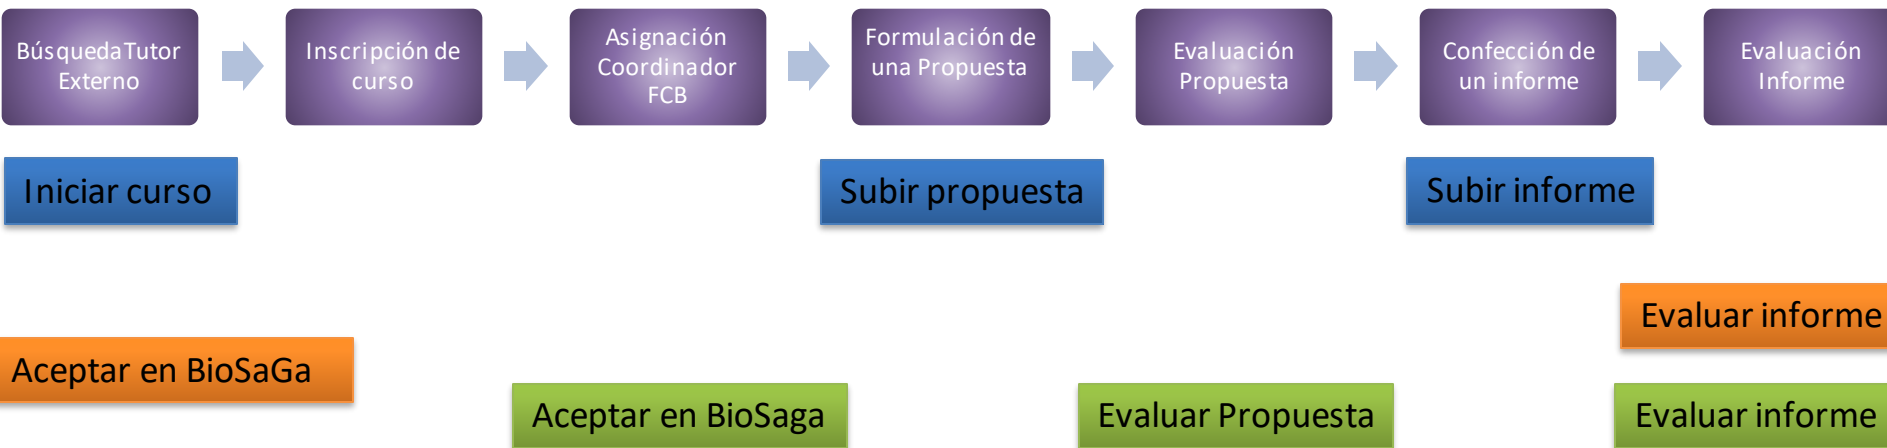 BúsquedaTutor
Externo
Inscripción de
curso
Asignación
Coordinador
FCB
Formulación de
una Propuesta
Evaluación
Propuesta
Confección de
un informe
Evaluación
Informe
Iniciar curso
Subir propuesta
Subir informe
Evaluar informe
Aceptar en BioSaGa
Aceptar en BioSaga
Evaluar Propuesta
Evaluar informe